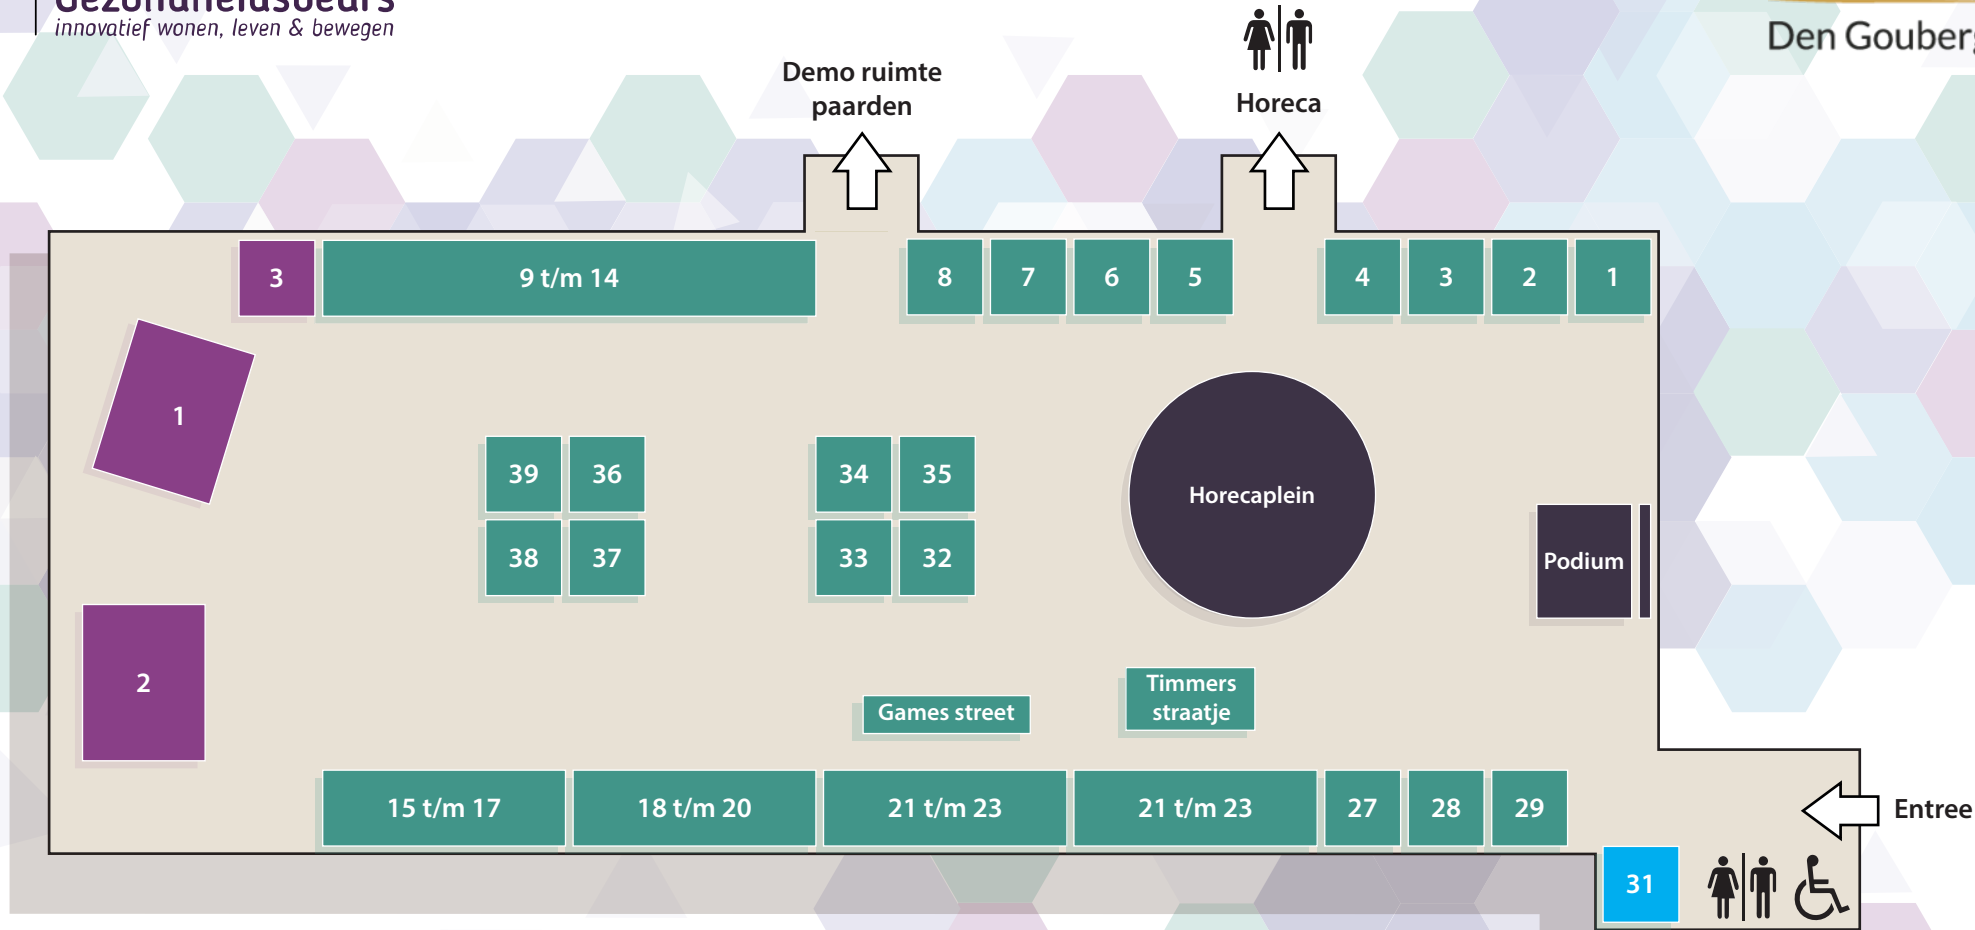 Gezondheidsbeurs
innovatief wonen, leven & bewegen
Den Gouberg
Demo ruimte
paarden
Horeca
3
9 t/m 14
8
7
6
5
4
3
2
1
1
39
36
34
35
Horecaplein
38
37
33
32
Podium
2
Timmers
straatje
Games street
15 t/m 17
18 t/m 20
21 t/m 23
21 t/m 23
27
28
29
Entree
31